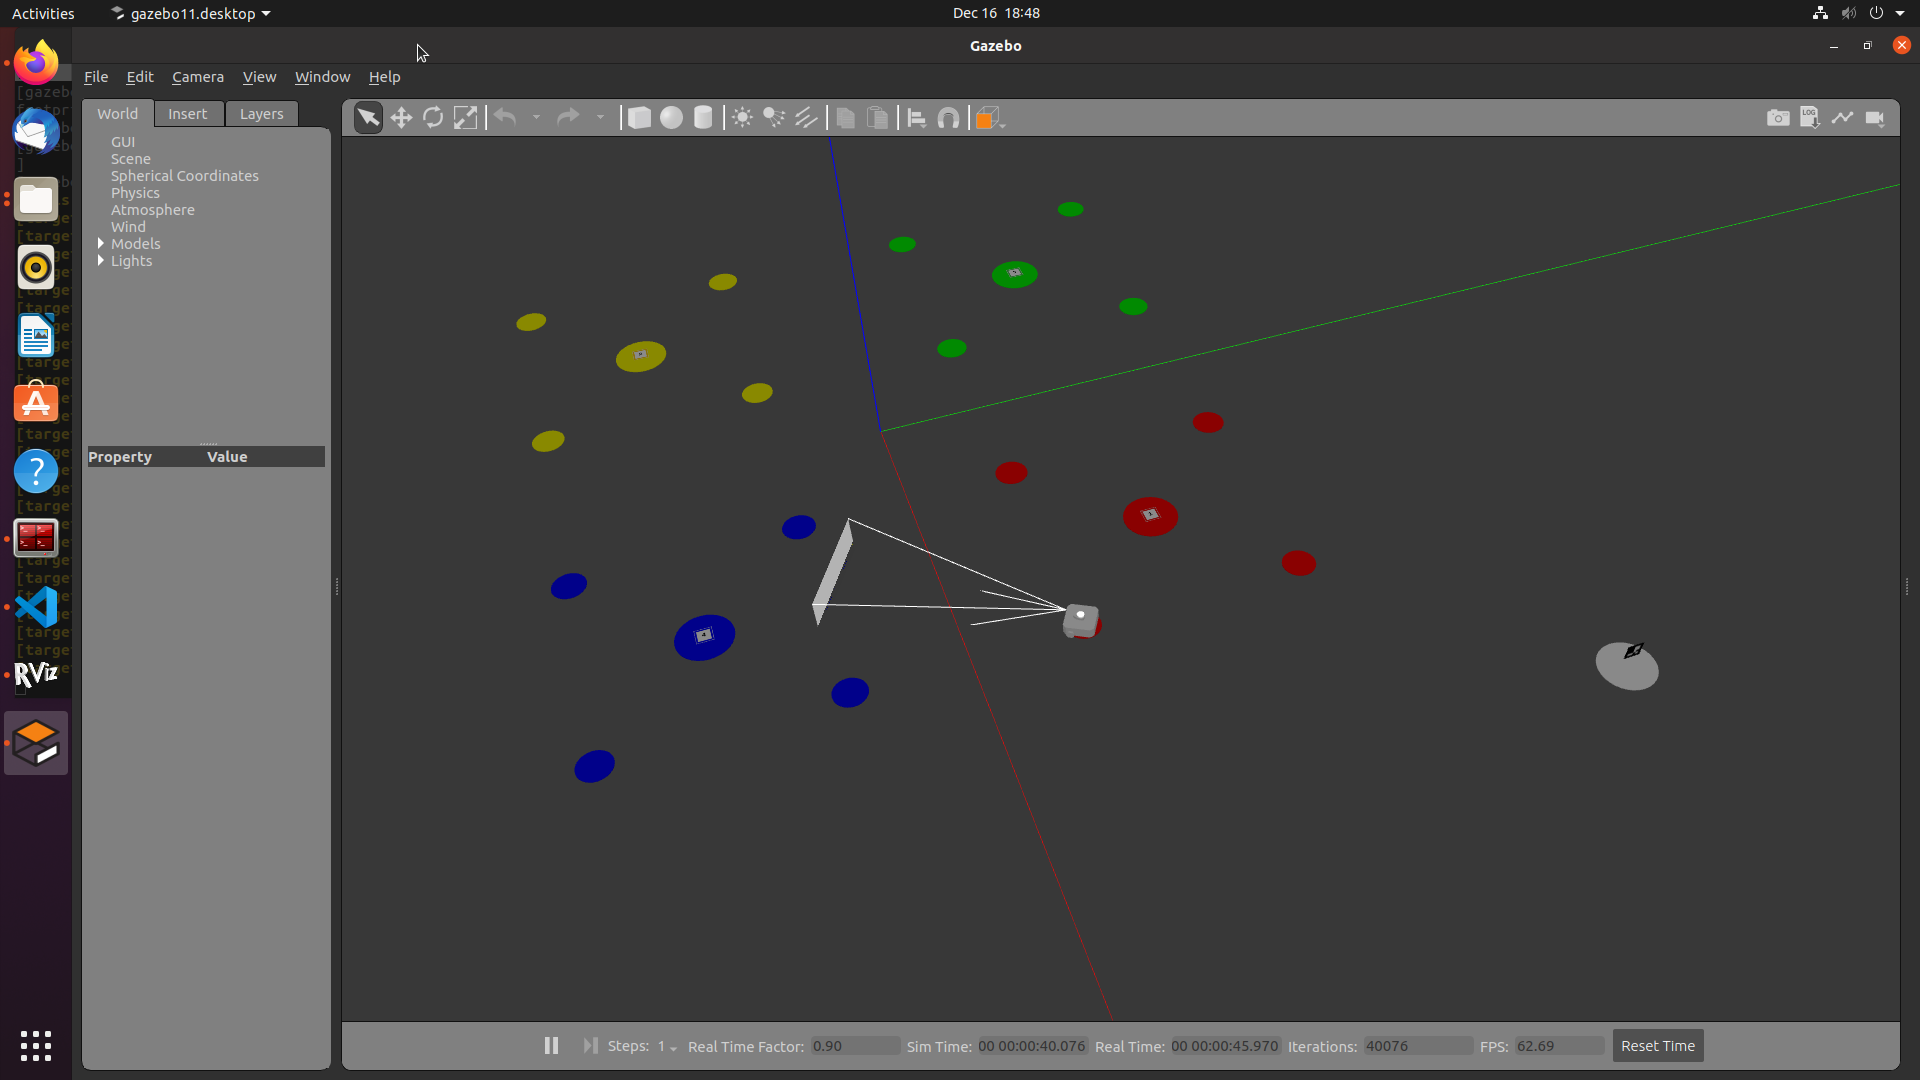 Activities
gazebo11.desktop
Dec 16 18:48
Gazebo
File Edit Camera View Window Help
World Insert Layers
GUI
Scene
Spherical Coordinates
Physics
Atmosphere
Wind
Models
Lights
Property Value
RViz
Steps: 1 Real Time Factor: 0.90 Sim Time: 00 00:00:40.076 Real Time: 00 00:00:45.970 Iterations: 40076 FPS: 62.69 Reset Time